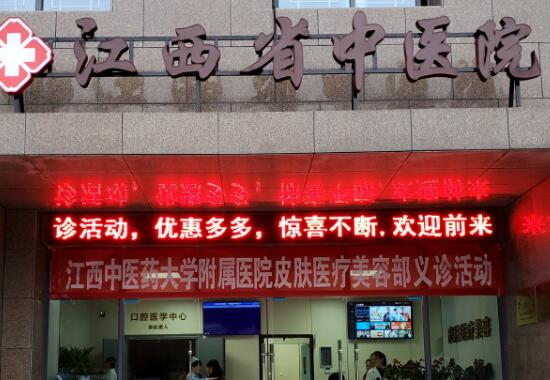 江西省中医院
诊活动，优惠多多，惊喜不断,欢迎前来
江西中医药大学附属医院皮肤医疗美容部义诊活动
口腔医学中心